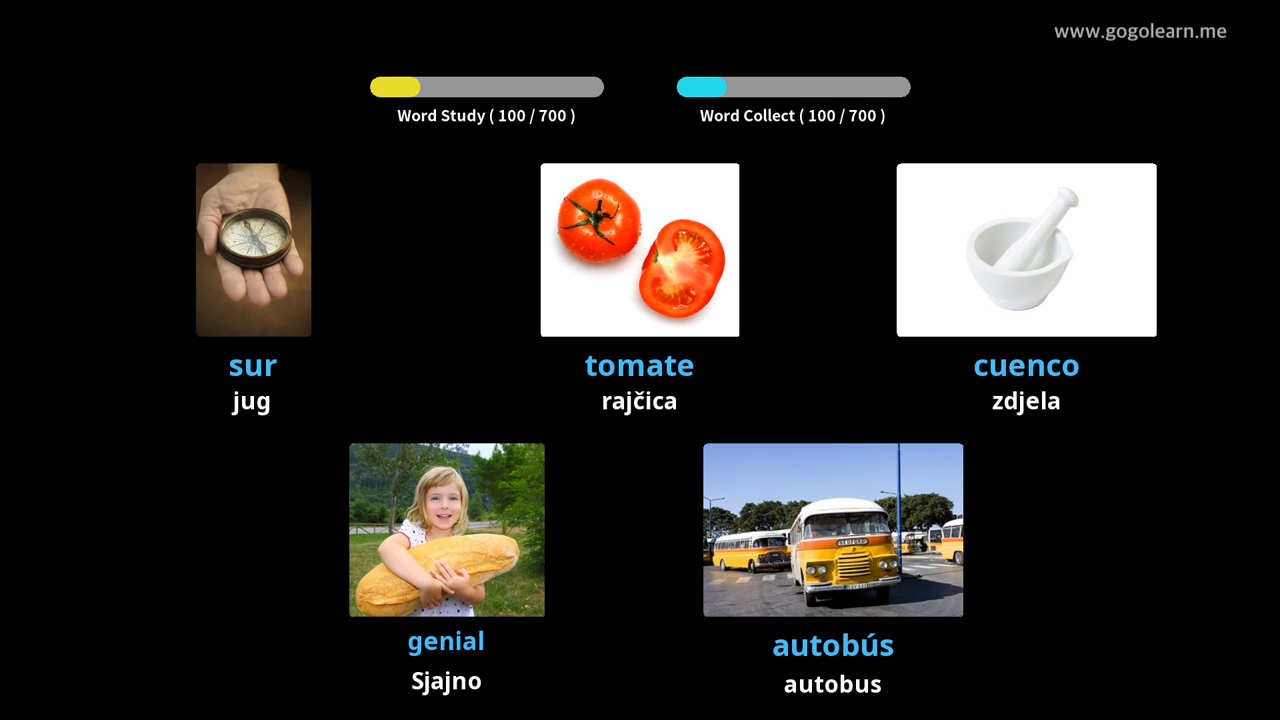 www.gogolearn.me
Word Study ( 100 / 700 )
Word Collect ( 100 / 700 )
sur
jug
tomate
rajčica
cuenco
zdjela
BEDFORD
genial
Sjajno
autobús
autobus